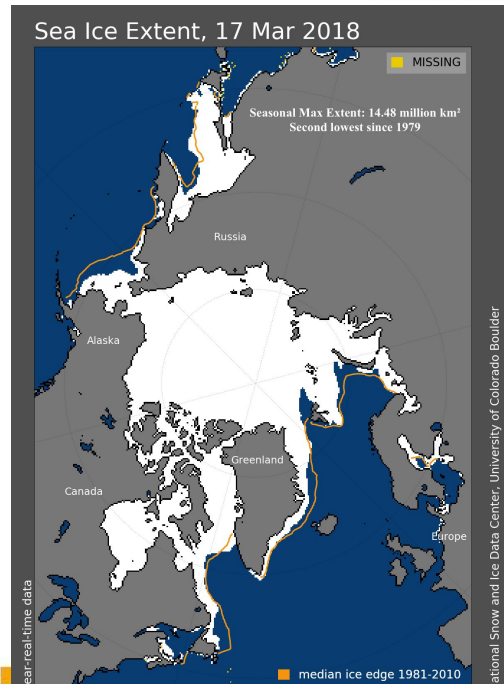 Sea Ice Extent, 17 Mar 2018
MISSING
Seasonal Max Extent: 14.48 million km²
Second lowest since 1979
Russia
Alaska
Greenland
Canada
Europe
median ice edge 1981-2010
ear-real-time data
ational Snow and Ice Data Center, University of Colorado Boulder